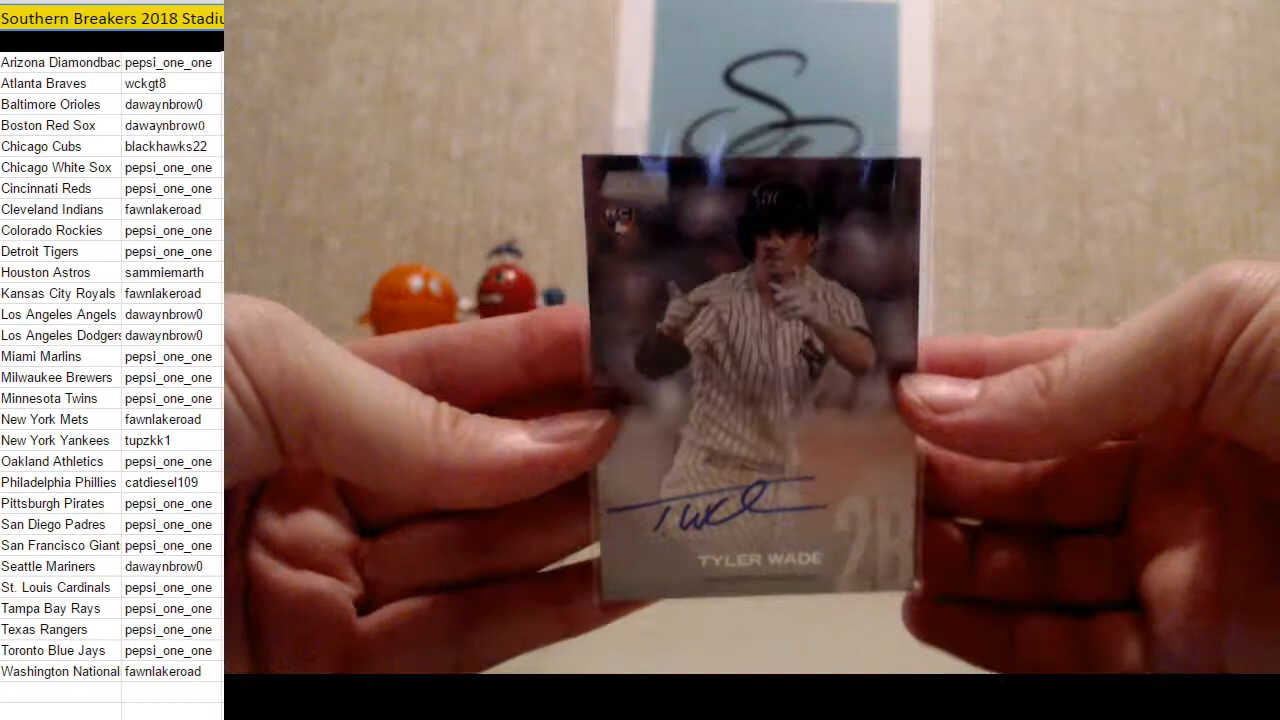 Southern Breakers 2018 Stadiu
Arizona Diamondbac pepsi_one_one
Atlanta Braves wckgt8
Baltimore Orioles dawaynbrow0
Boston Red Sox dawaynbrow0
Chicago Cubs blackhawks22
Chicago White Sox pepsi_one_one
Cincinnati Reds pepsi_one_one
Cleveland Indians fawnlakeroad
Colorado Rockies pepsi_one_one
Detroit Tigers pepsi_one_one
Houston Astros sammiemarth
Kansas City Royals fawnlakeroad
Los Angeles Angels dawaynbrow0
Los Angeles Dodgers dawaynbrow0
Miami Marlins pepsi_one_one
Milwaukee Brewers pepsi_one_one
Minnesota Twins pepsi_one_one
New York Mets fawnlakeroad
New York Yankees tupzkk1
Oakland Athletics pepsi_one_one
Philadelphia Phillies catdiesel109
Pittsburgh Pirates pepsi_one_one
San Diego Padres pepsi_one_one
San Francisco Giant pepsi_one_one
Seattle Mariners dawaynbrow0
St. Louis Cardinals pepsi_one_one
Tampa Bay Rays pepsi_one_one
Texas Rangers pepsi_one_one
Toronto Blue Jays pepsi_one_one
Washington National fawnlakeroad
RC
NY
TYLER WADE
2B